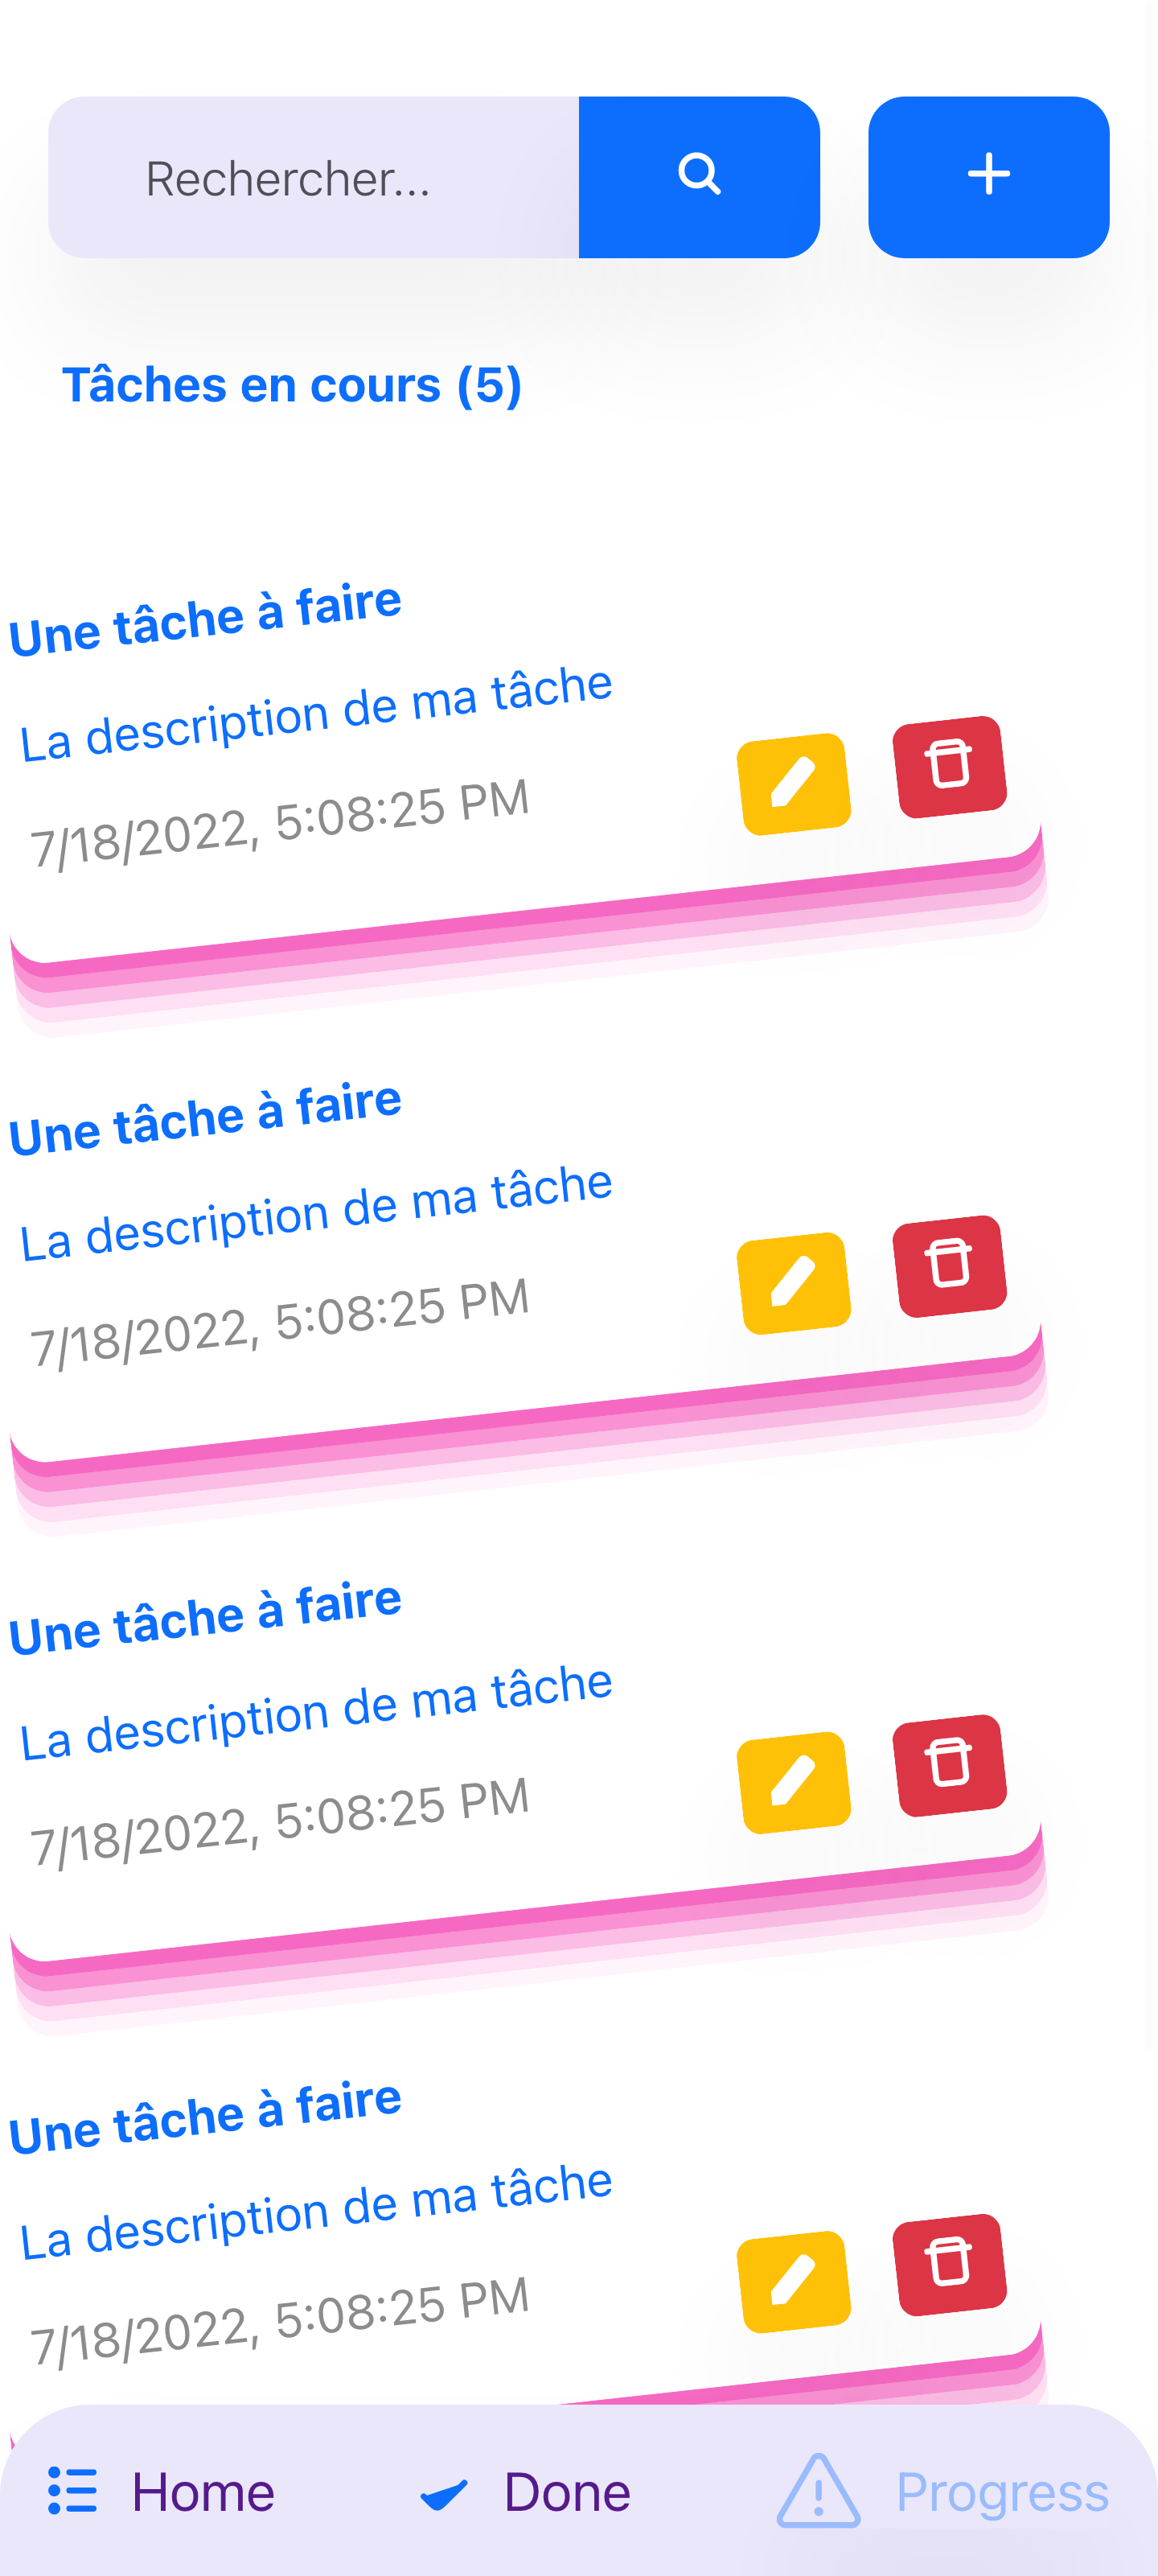 Rechercher...
Tâches en cours (5)
Une tâche à faire
La description de ma tâche
7/18/2022, 5:08:25 PM
Une tâche à faire
La description de ma tâche
7/18/2022, 5:08:25 PM
Une tâche à faire
La description de ma tâche
7/18/2022, 5:08:25 PM
Une tâche à faire
La description de ma tâche
7/18/2022, 5:08:25 PM
Home Done Progress